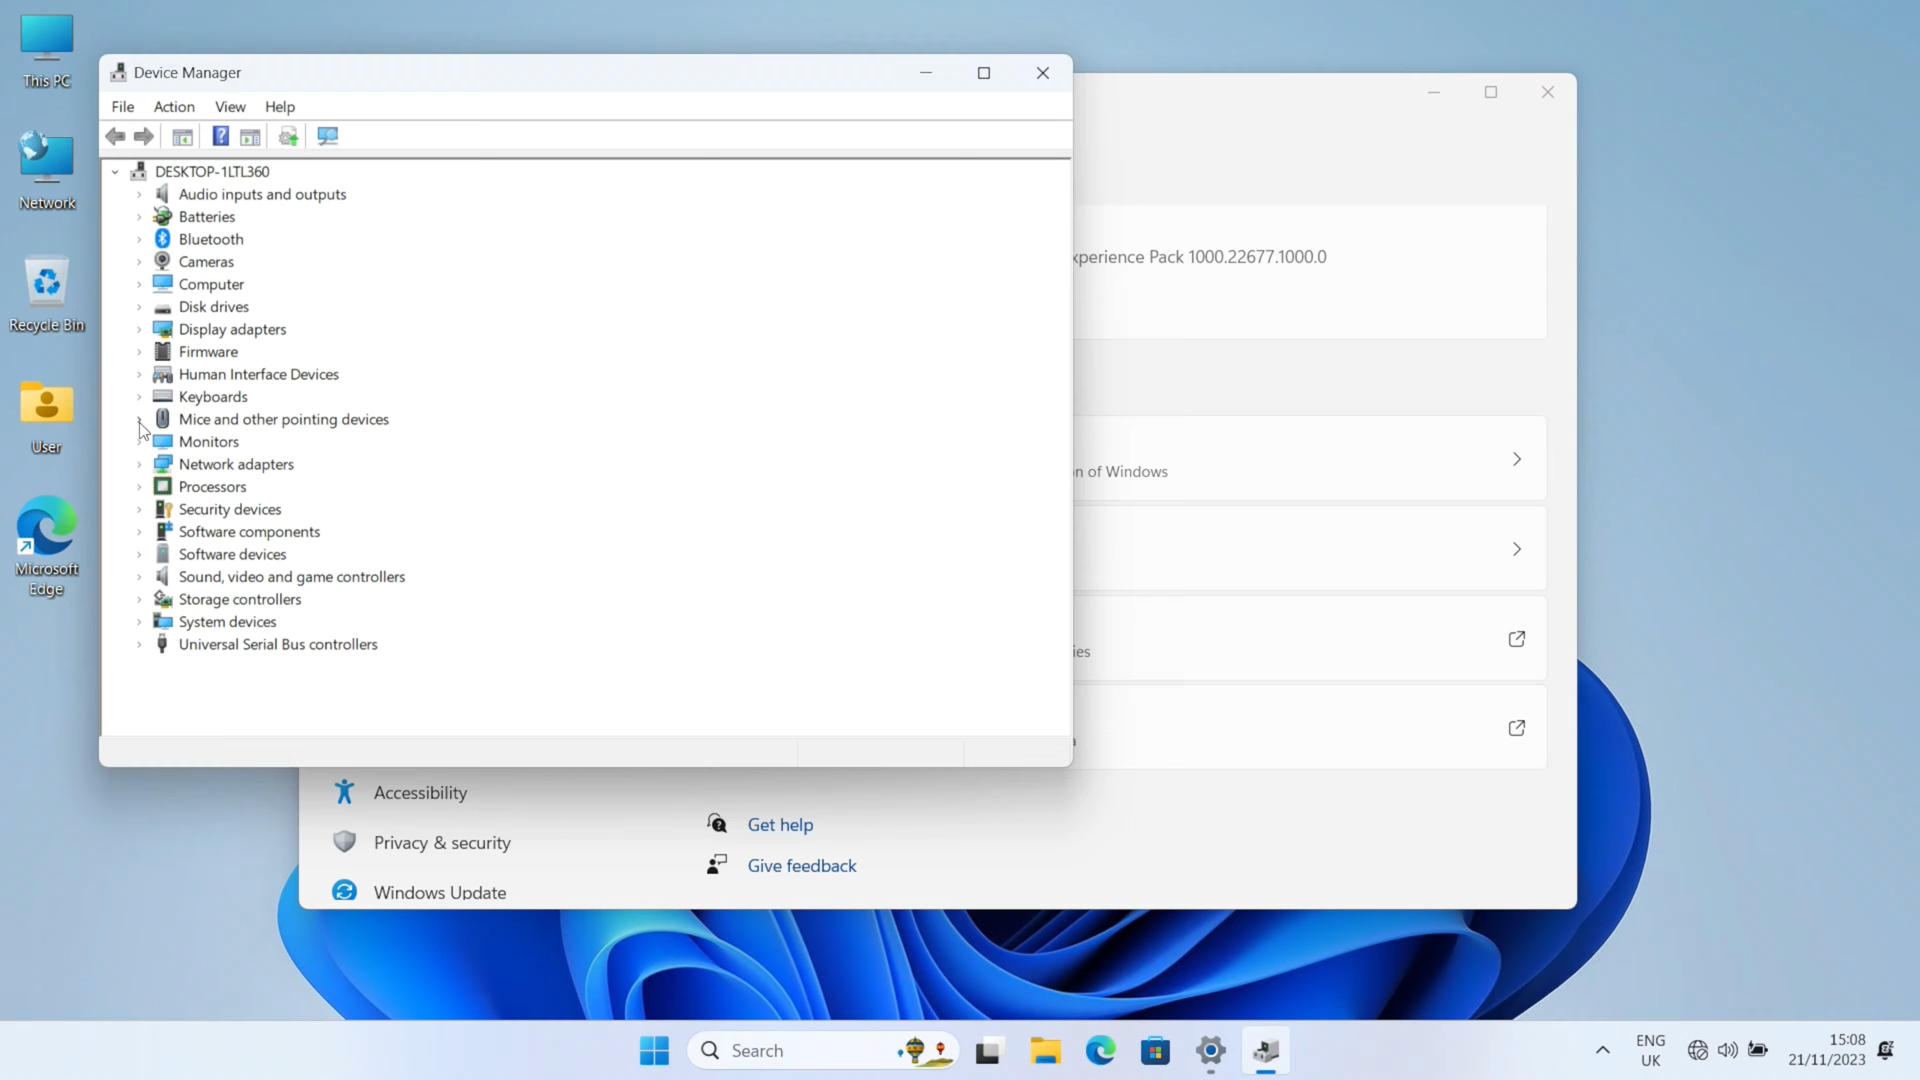 This PC
Network
Recycle Bin
User
Microsoft
Edge
Device Manager
File Action View Help
DESKTOP-1LTL360
Audio inputs and outputs
Batteries
Bluetooth
Cameras
Computer
Disk drives
Display adapters
Firmware
Human Interface Devices
Keyboards
Mice and other pointing devices
Monitors
Network adapters
Processors
Security devices
Software components
Software devices
Sound, video and game controllers
Storage controllers
System devices
Universal Serial Bus controllers
xperience Pack 1000.22677.1000.0
n of Windows
ies
Accessibility
Privacy & security
Windows Update
Get help
Give feedback
Search
ENG
UK
15:08
21/11/2023